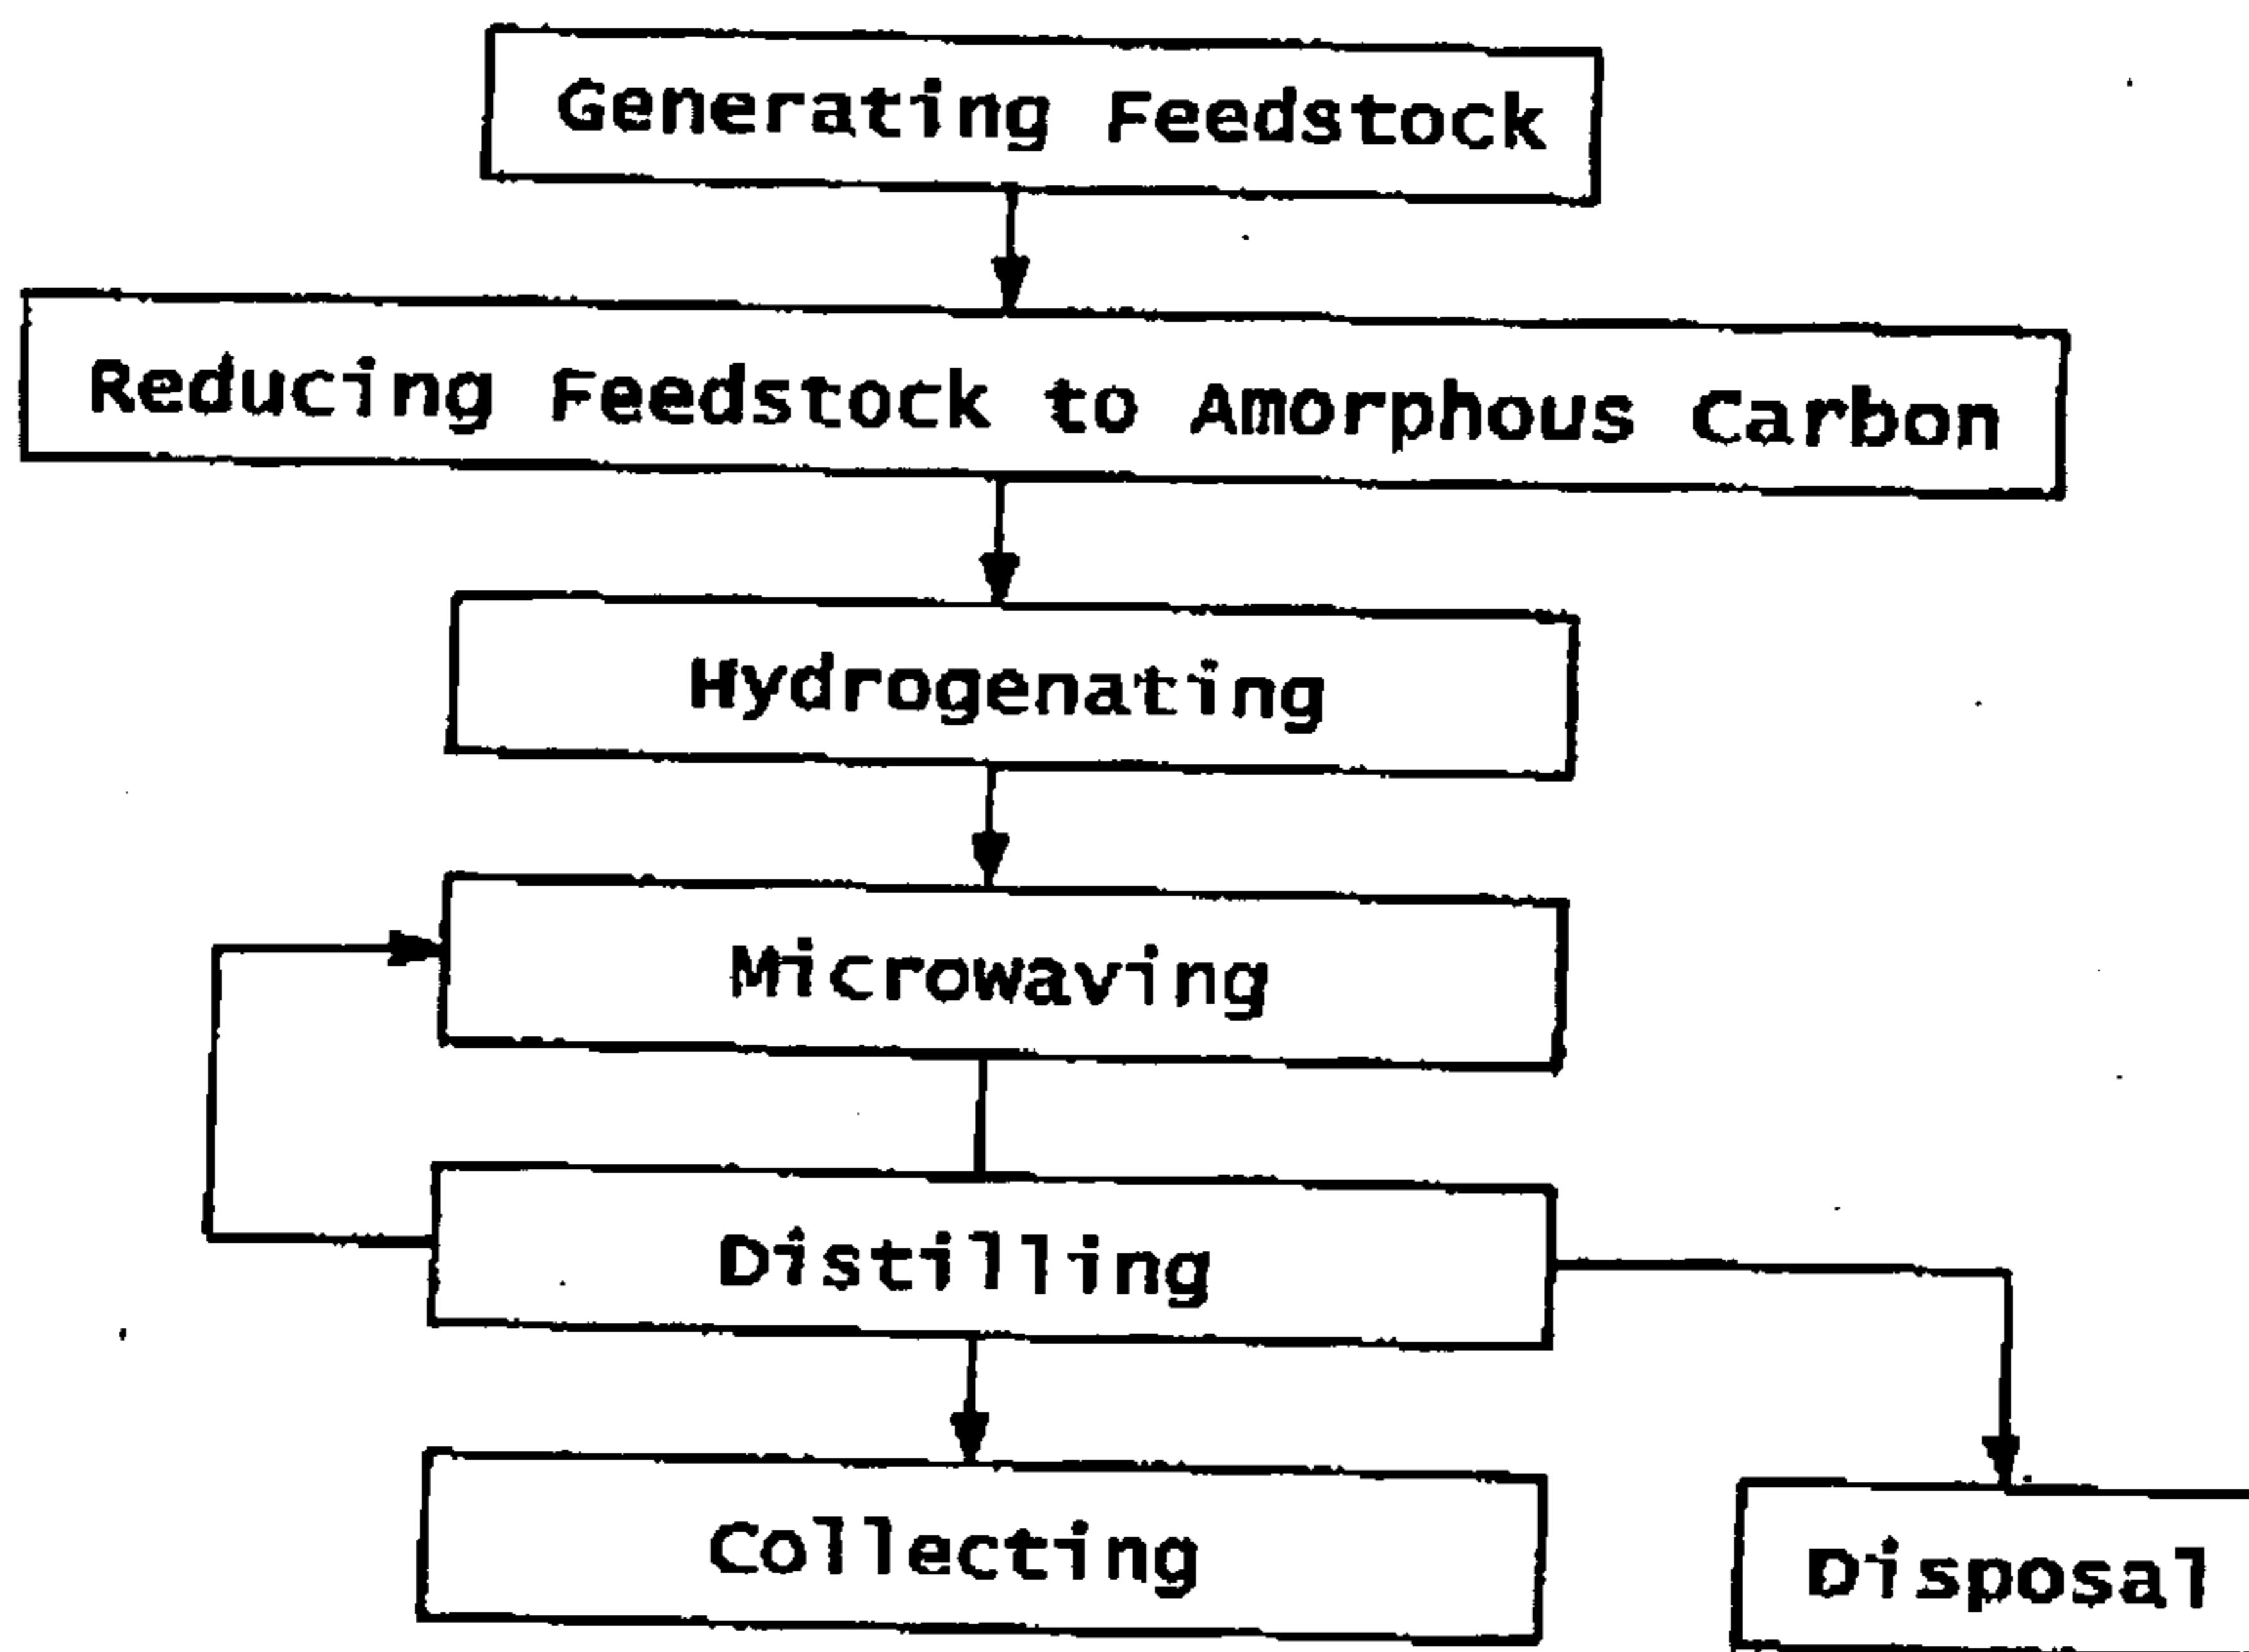 Generating Feedstock
Reducing Feedstock to Amorphous Carbon
Hydrogenating
Microwaving
Distilling
Collecting
Disposal